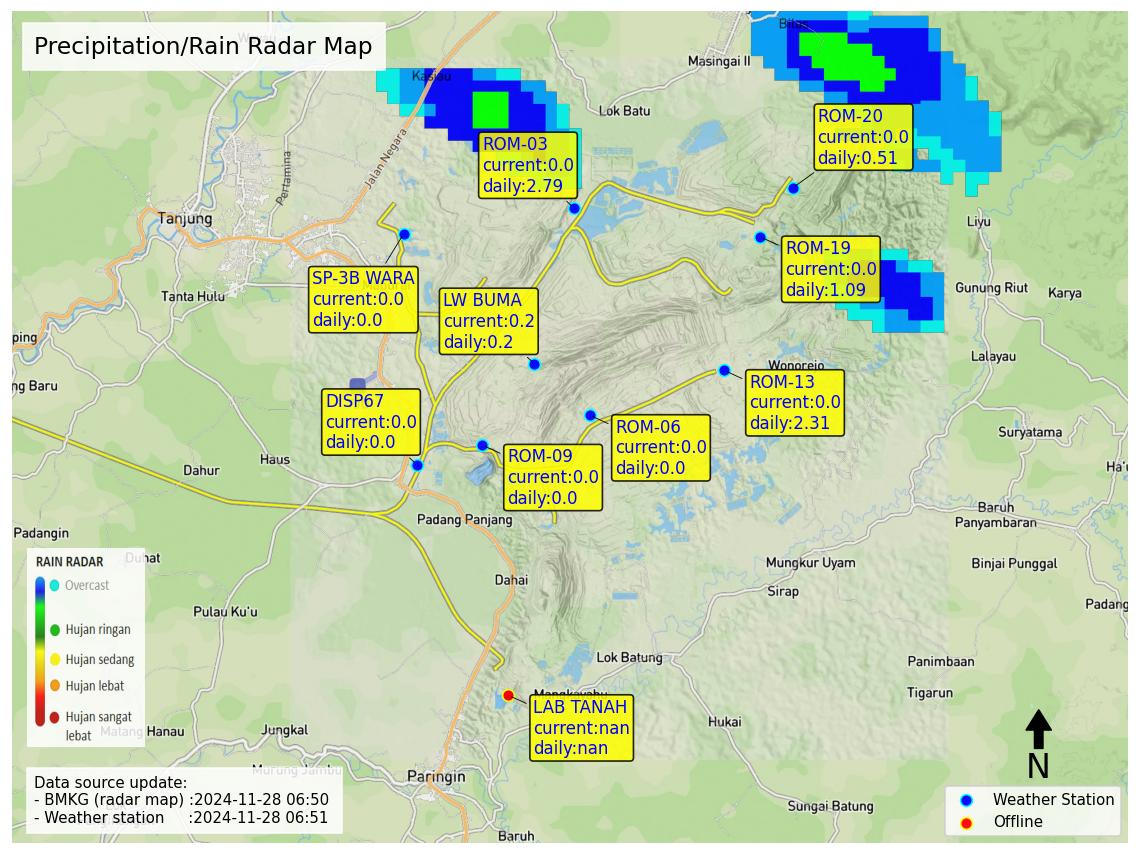 Precipitation/Rain Radar Map
Bilas
Masingai II
Kasiau
Lok Batu
ROM-20
current:0.0
daily:0.51
ROM-03
current:0.0
daily:2.79
Jalan Negara
Pertamina
Tanjung
Liyu
ROM-19
current:0.0
daily:1.09
SP-3B WARA
current:0.0
daily:0.0
Tanta Hulu
LW BUMA
current:0.2
daily:0.2
Gunung Riut
Karya
ping
Lalayau
ng Baru
Wonorejo
ROM-13
current:0.0
daily:2.31
DISP67
current:0.0
daily:0.0
ROM-06
current:0.0
daily:0.0
Suryatama
ROM-09
current:0.0
daily:0.0
Haus
Dahur
Ha'u
Baruh
Panyambaran
Padang Panjang
Padangin
Duhat
Binjai Punggal
Mungkur Uyam
Dahai
Sirap
Padang
Pulau Ku'u
RAIN RADAR
Overcast
Hujan ringan
Hujan sedang
Hujan lebat
Hujan sangat
lebat
Lok Batung
Panimbaan
Tigarun
Mangkayahu
LAB TANAH
current:nan
daily:nan
Hukai
Matang Hanau
Jungkal
Murung Jambu
Paringin
N
Data source update:
- BMKG (radar map) :2024-11-28 06:50
- Weather station :2024-11-28 06:51
Sungai Batung
Baruh
Weather Station
Offline